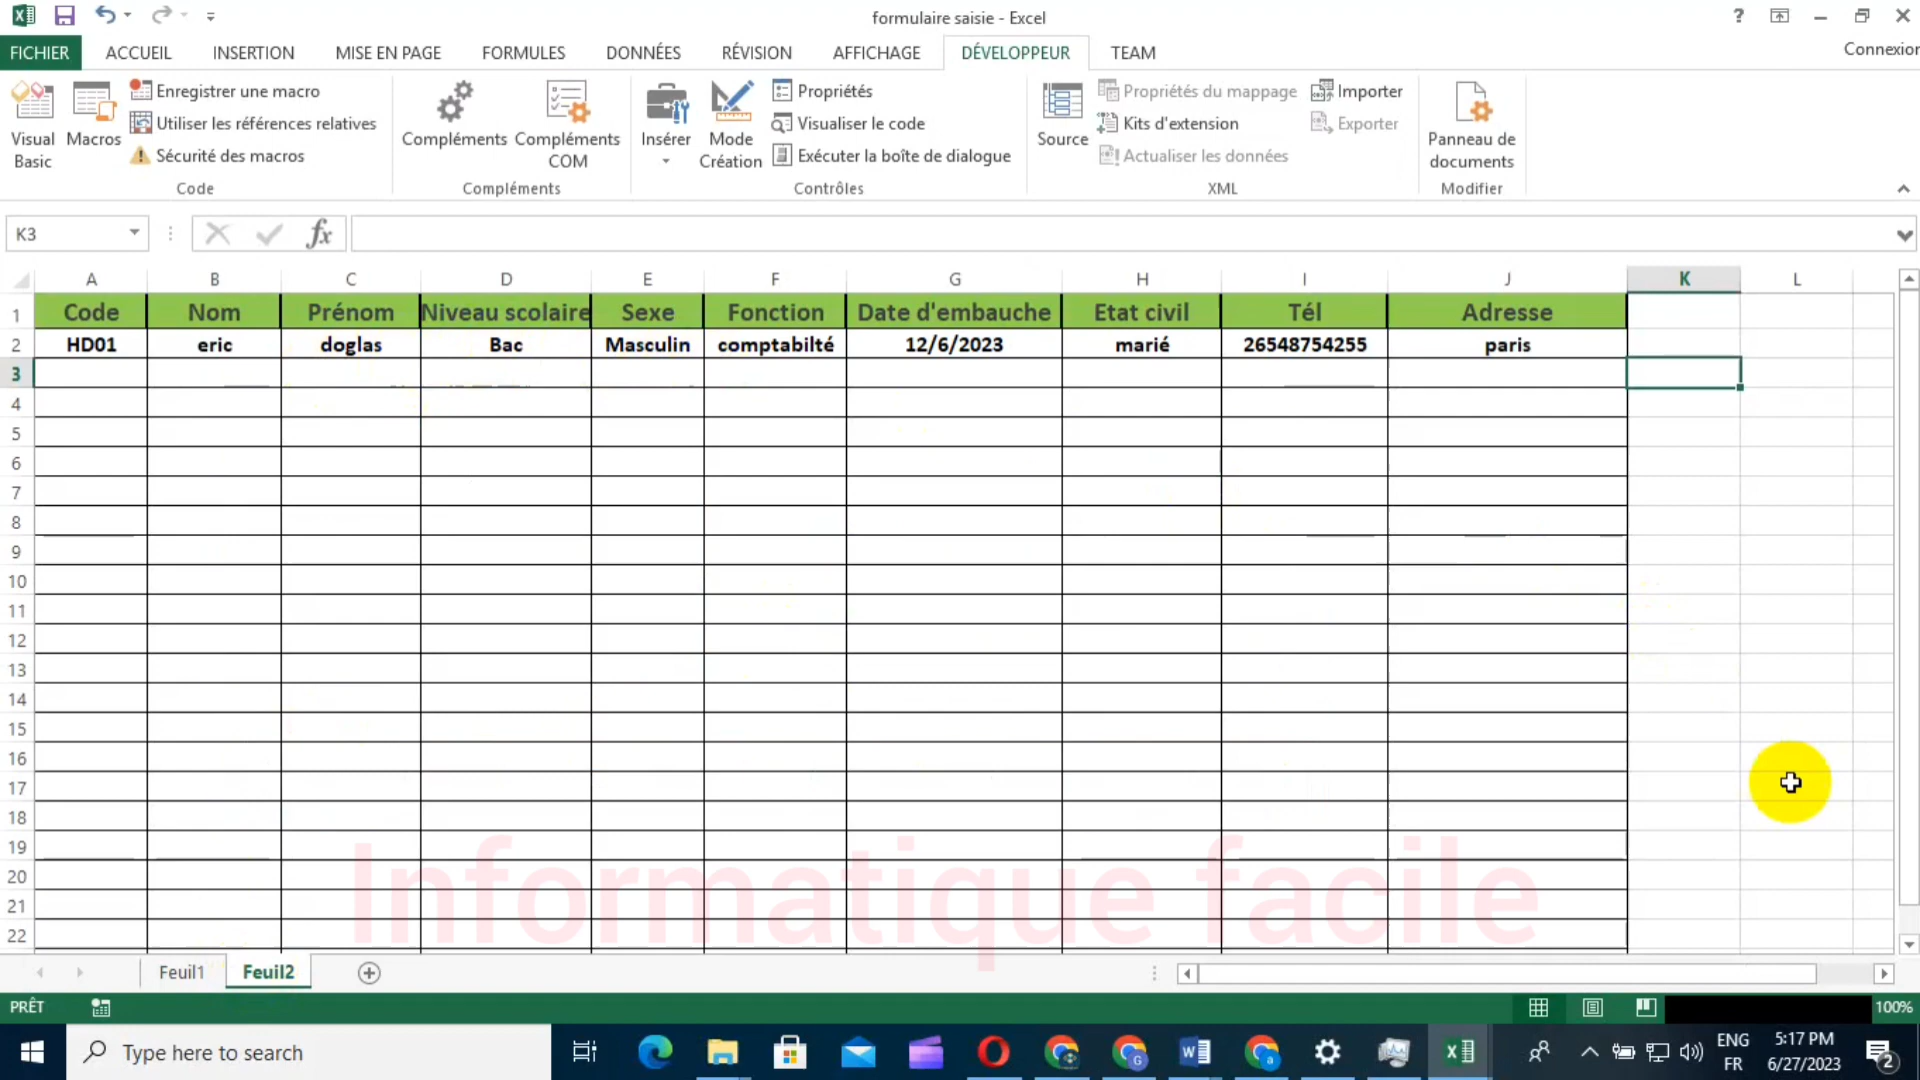 formulaire saisie - Excel
?
FICHIER ACCUEIL INSERTION MISE EN PAGE FORMULES DONNÉES RÉVISION AFFICHAGE DÉVELOPPEUR TEAM Connexion
Visual Basic
Macros
Enregistrer une macro
Utiliser les références relatives
Sécurité des macros
Code
Compléments
Compléments COM
Compléments
Insérer
Mode Création
Propriétés
Visualiser le code
Exécuter la boîte de dialogue
Contrôles
Source
Propriétés du mappage
Kits d'extension
Actualiser les données
Importer
Exporter
XML
Panneau de documents
Modifier
K3
fx
A B C D E F G H I J K L
1 Code Nom Prénom Niveau scolaire Sexe Fonction Date d'embauche Etat civil Tél Adresse
2 HD01 eric doglas Bac Masculin comptabilté 12/6/2023 marié 26548754255 paris
3
4
5
6
7
8
9
10
11
12
13
14
15
16
17
18
19
20
21
22
Informatique facile
Feuil1 Feuil2
PRÊT
100%
Type here to search
ENG
FR
5:17 PM
6/27/2023
2